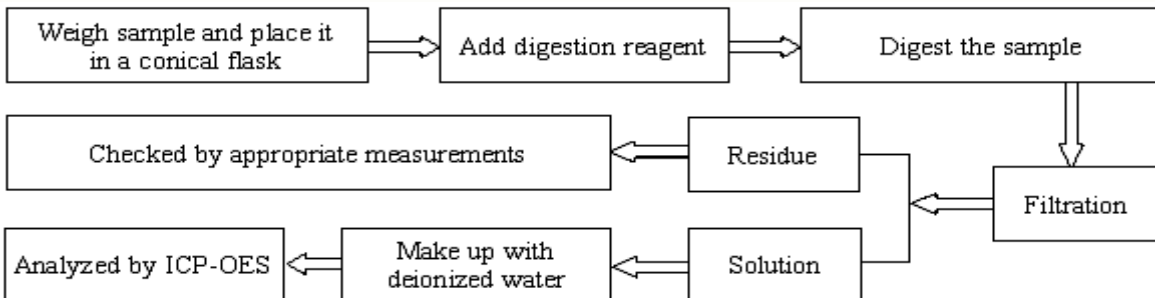 Weigh sample and place it
in a conical flask
Add digestion reagent
Digest the sample
Filtration
Residue
Checked by appropriate measurements
Solution
Make up with
deionized water
Analyzed by ICP-OES